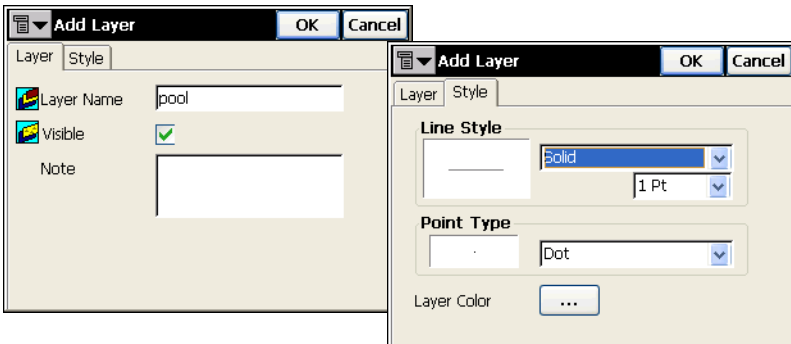 Add Layer OK Cancel
Layer Style
Layer Name pool
Visible
Note
Add Layer OK Cancel
Layer Style
Line Style
Solid
1 Pt
Point Type
Dot
Layer Color ...